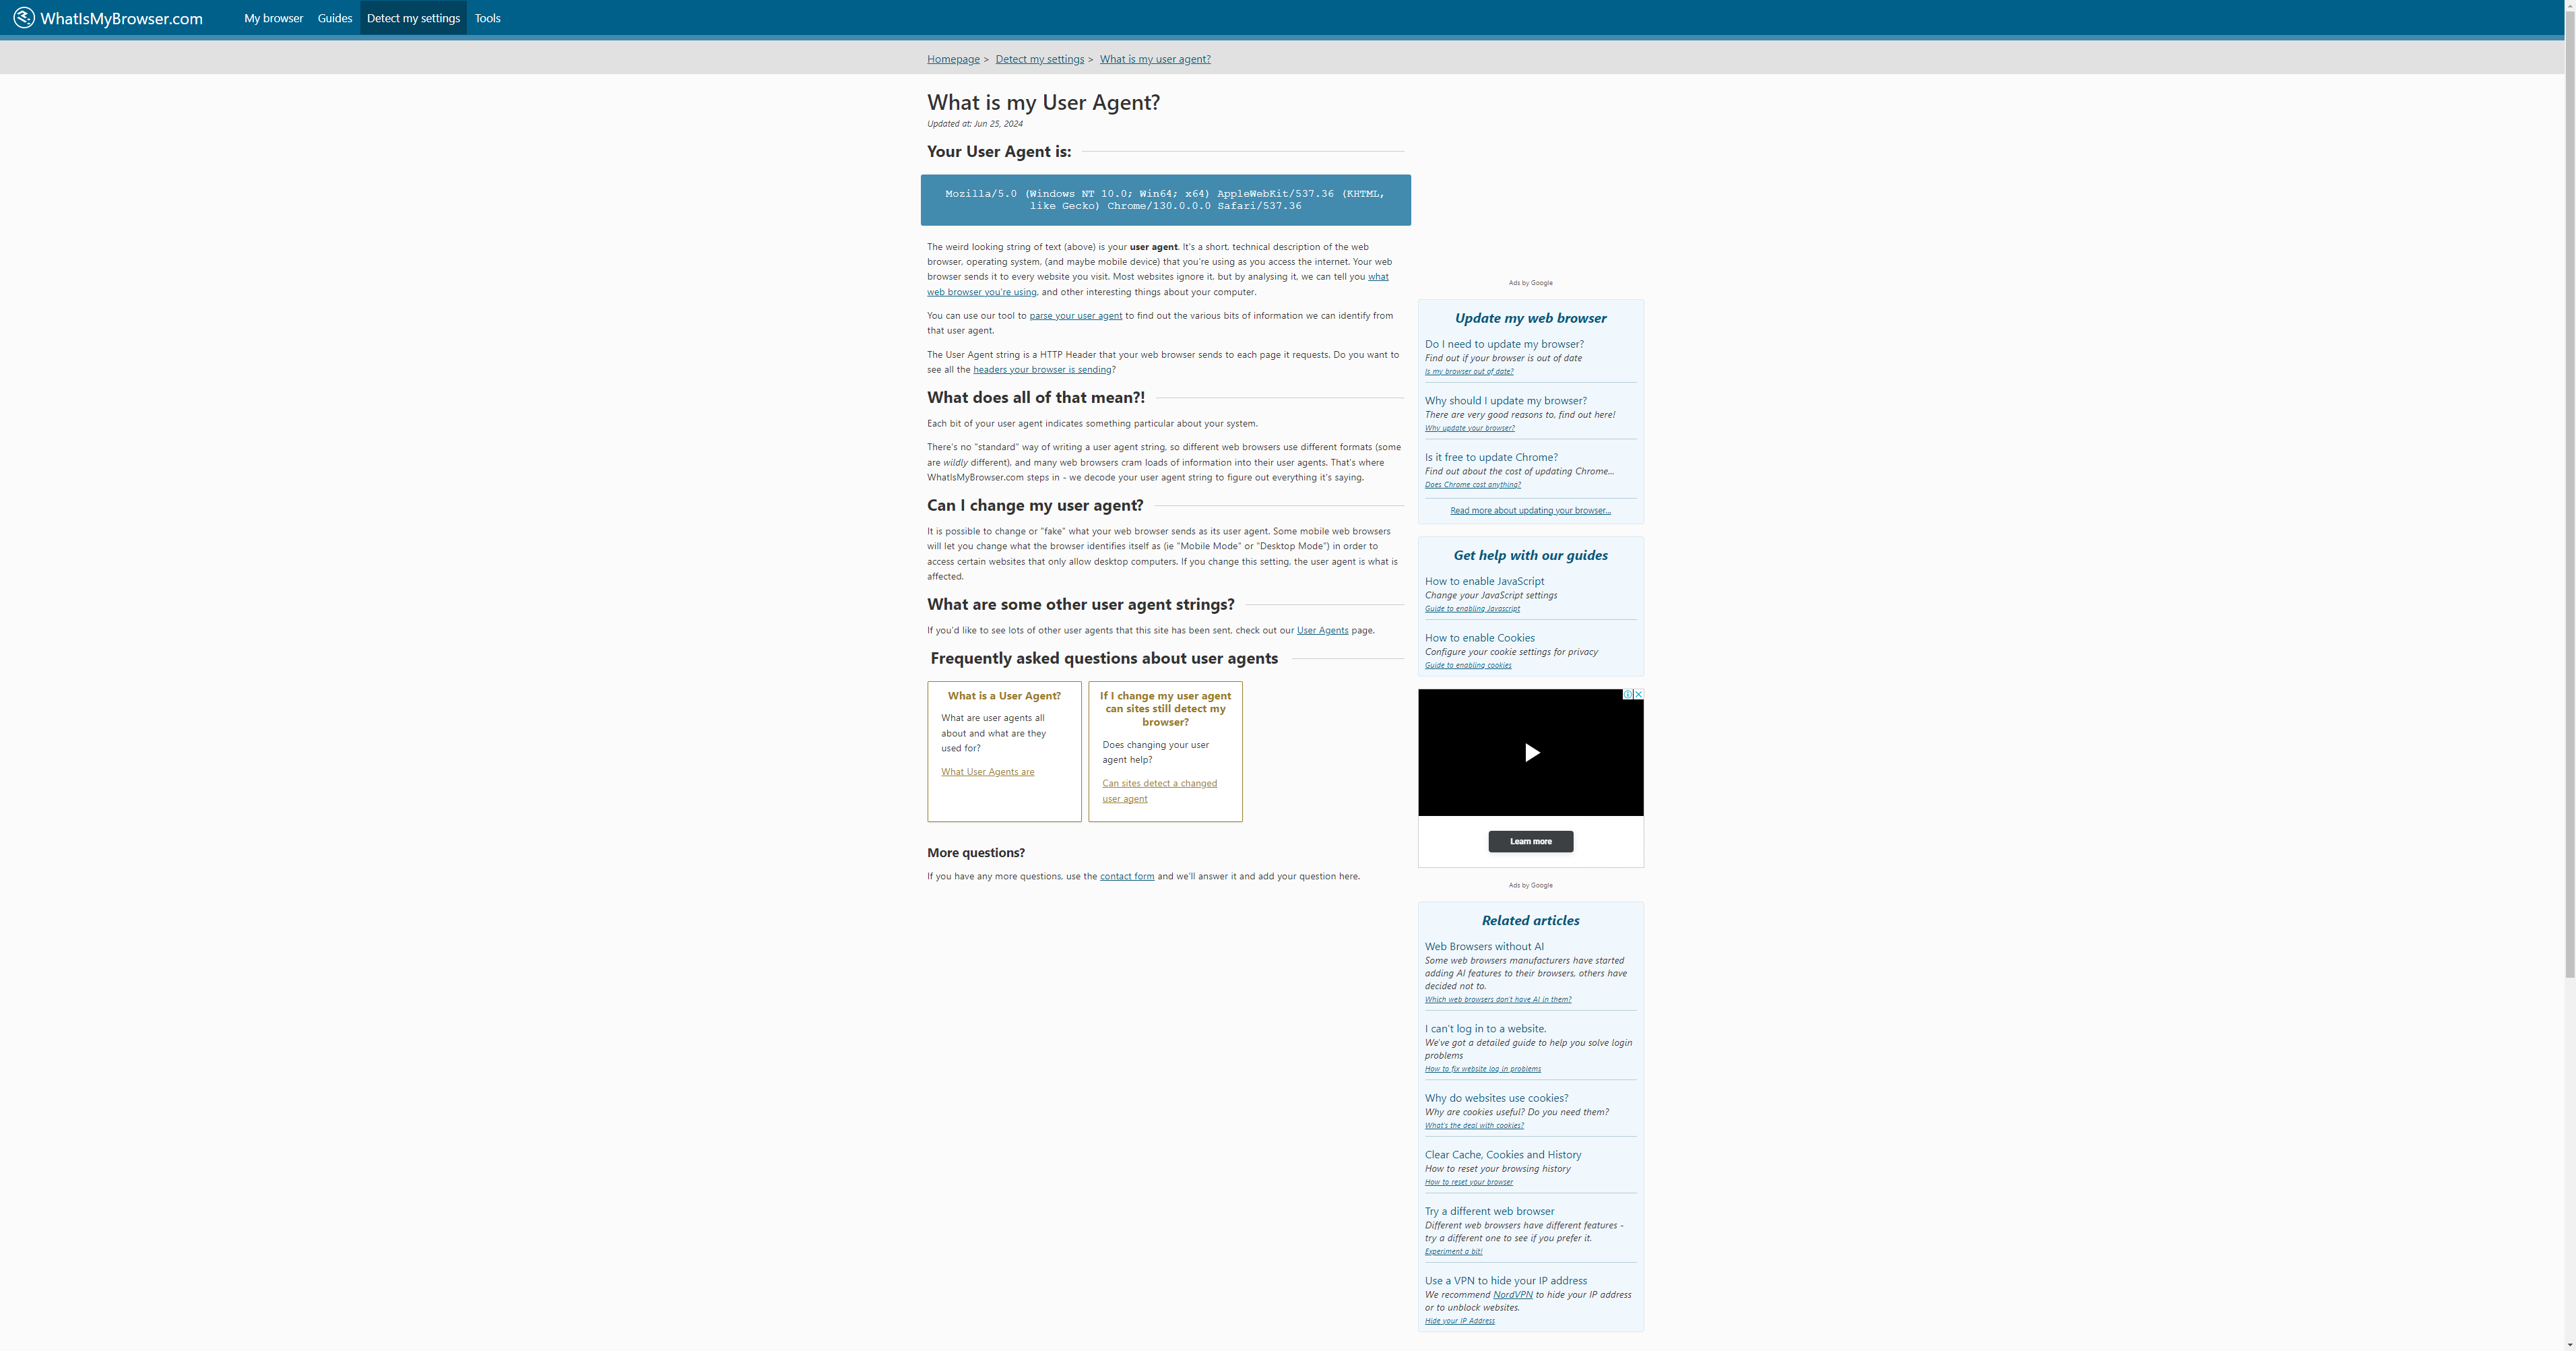 WhatIsMyBrowser.com
My browser
Guides
Detect my settings
Tools
Homepage > Detect my settings > What is my user agent?
What is my User Agent?
Updated at: Jun 25, 2024
Your User Agent is:
Mozilla/5.0 (Windows NT 10.0; Win64; x64) AppleWebKit/537.36 (KHTML,
like Gecko) Chrome/130.0.0.0 Safari/537.36
The weird looking string of text (above) is your user agent. It's a short, technical description of the web
browser, operating system, (and maybe mobile device) that you're using as you access the internet. Your web
browser sends it to every website you visit. Most websites ignore it, but by analysing it, we can tell you what
web browser you're using, and other interesting things about your computer.
You can use our tool to parse your user agent to find out the various bits of information we can identify from
that user agent.
The User Agent string is a HTTP Header that your web browser sends to each page it requests. Do you want to
see all the headers your browser is sending?
What does all of that mean?!
Each bit of your user agent indicates something particular about your system.
There's no "standard" way of writing a user agent string, so different web browsers use different formats (some
are wildly different), and many web browsers cram loads of information into their user agents. That's where
WhatIsMyBrowser.com steps in - we decode your user agent string to figure out everything it's saying.
Can I change my user agent?
It is possible to change or "fake" what your web browser sends as its user agent. Some mobile web browsers
will let you change what the browser identifies itself as (ie "Mobile Mode" or "Desktop Mode") in order to
access certain websites that only allow desktop computers. If you change this setting, the user agent is what is
affected.
What are some other user agent strings?
If you'd like to see lots of other user agents that this site has been sent, check out our User Agents page.
Frequently asked questions about user agents
What is a User Agent?
What are user agents all
about and what are they
used for?
What User Agents are
If I change my user agent
can sites still detect my
browser?
Does changing your user
agent help?
Can sites detect a changed
user agent
More questions?
If you have any more questions, use the contact form and we'll answer it and add your question here.
Ads by Google
Update my web browser
Do I need to update my browser?
Find out if your browser is out of date
Is my browser out of date?
Why should I update my browser?
There are very good reasons to, find out here!
Why update your browser?
Is it free to update Chrome?
Find out about the cost of updating Chrome...
Does Chrome cost anything?
Read more about updating your browser...
Get help with our guides
How to enable JavaScript
Change your JavaScript settings
Guide to enabling Javascript
How to enable Cookies
Configure your cookie settings for privacy
Guide to enabling cookies
Learn more
Ads by Google
Related articles
Web Browsers without AI
Some web browsers manufacturers have started
adding AI features to their browsers, others have
decided not to.
Which web browsers don't have AI in them?
I can't log in to a website.
We've got a detailed guide to help you solve login
problems
How to fix website log in problems
Why do websites use cookies?
Why are cookies useful? Do you need them?
What's the deal with cookies?
Clear Cache, Cookies and History
How to reset your browsing history
How to reset your browser
Try a different web browser
Different web browsers have different features -
try a different one to see if you prefer it.
Experiment a bit!
Use a VPN to hide your IP address
We recommend NordVPN to hide your IP address
or to unblock websites.
Hide your IP Address